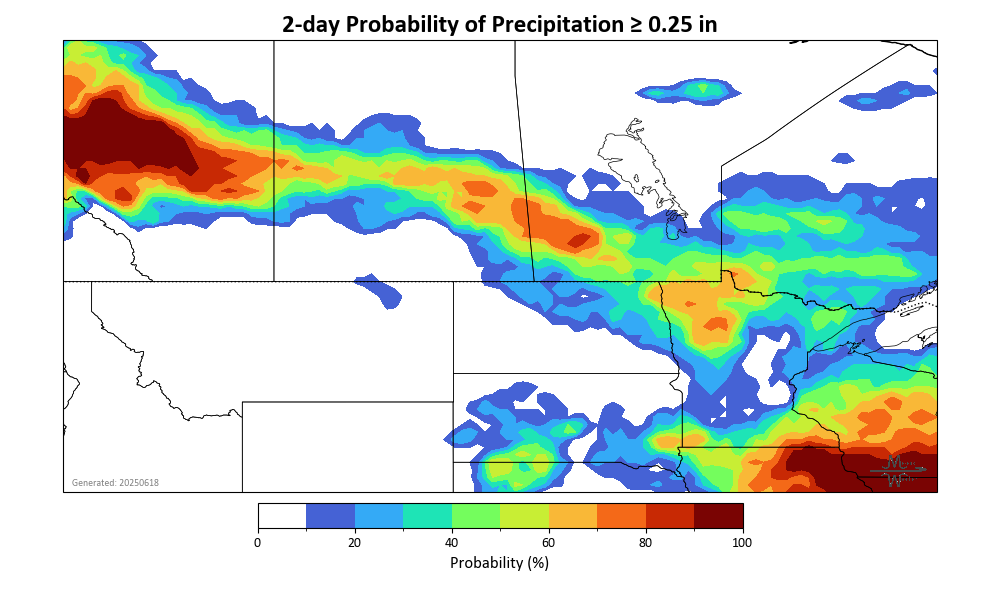 2-day Probability of Precipitation ≥ 0.25 in
Generated: 20250618
0 20 40 60 80 100
Probability (%)